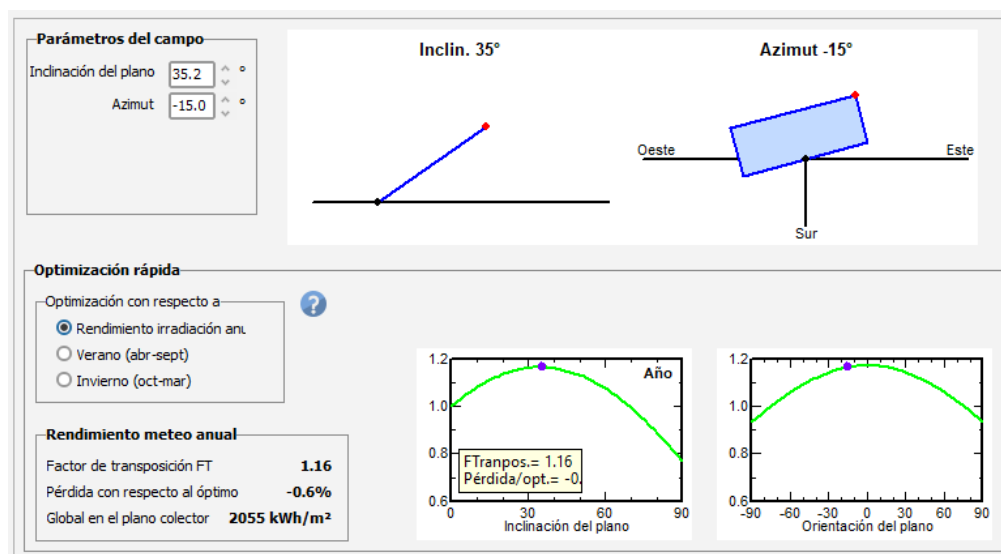 Parámetros del campo
Inclinación del plano 35.2 °
Azimut -15.0 °
Inclin. 35°
Azimut -15°
Oeste
Este
Sur
Optimización rápida
Optimización con respecto a
?
Rendimiento irradiación anu
Verano (abr-sept)
Invierno (oct-mar)
Rendimiento meteo anual
Factor de transposición FT 1.16
Pérdida con respecto al óptimo -0.6%
Global en el plano colector 2055 kWh/m²
1.2
1.0
0.8
0.6
Año
FTranpos.= 1.16
Pérdida/opt.= -0.
0 30 60 90
Inclinación del plano
1.2
1.0
0.8
0.6
-90 -60 -30 0 30 60 90
Orientación del plano